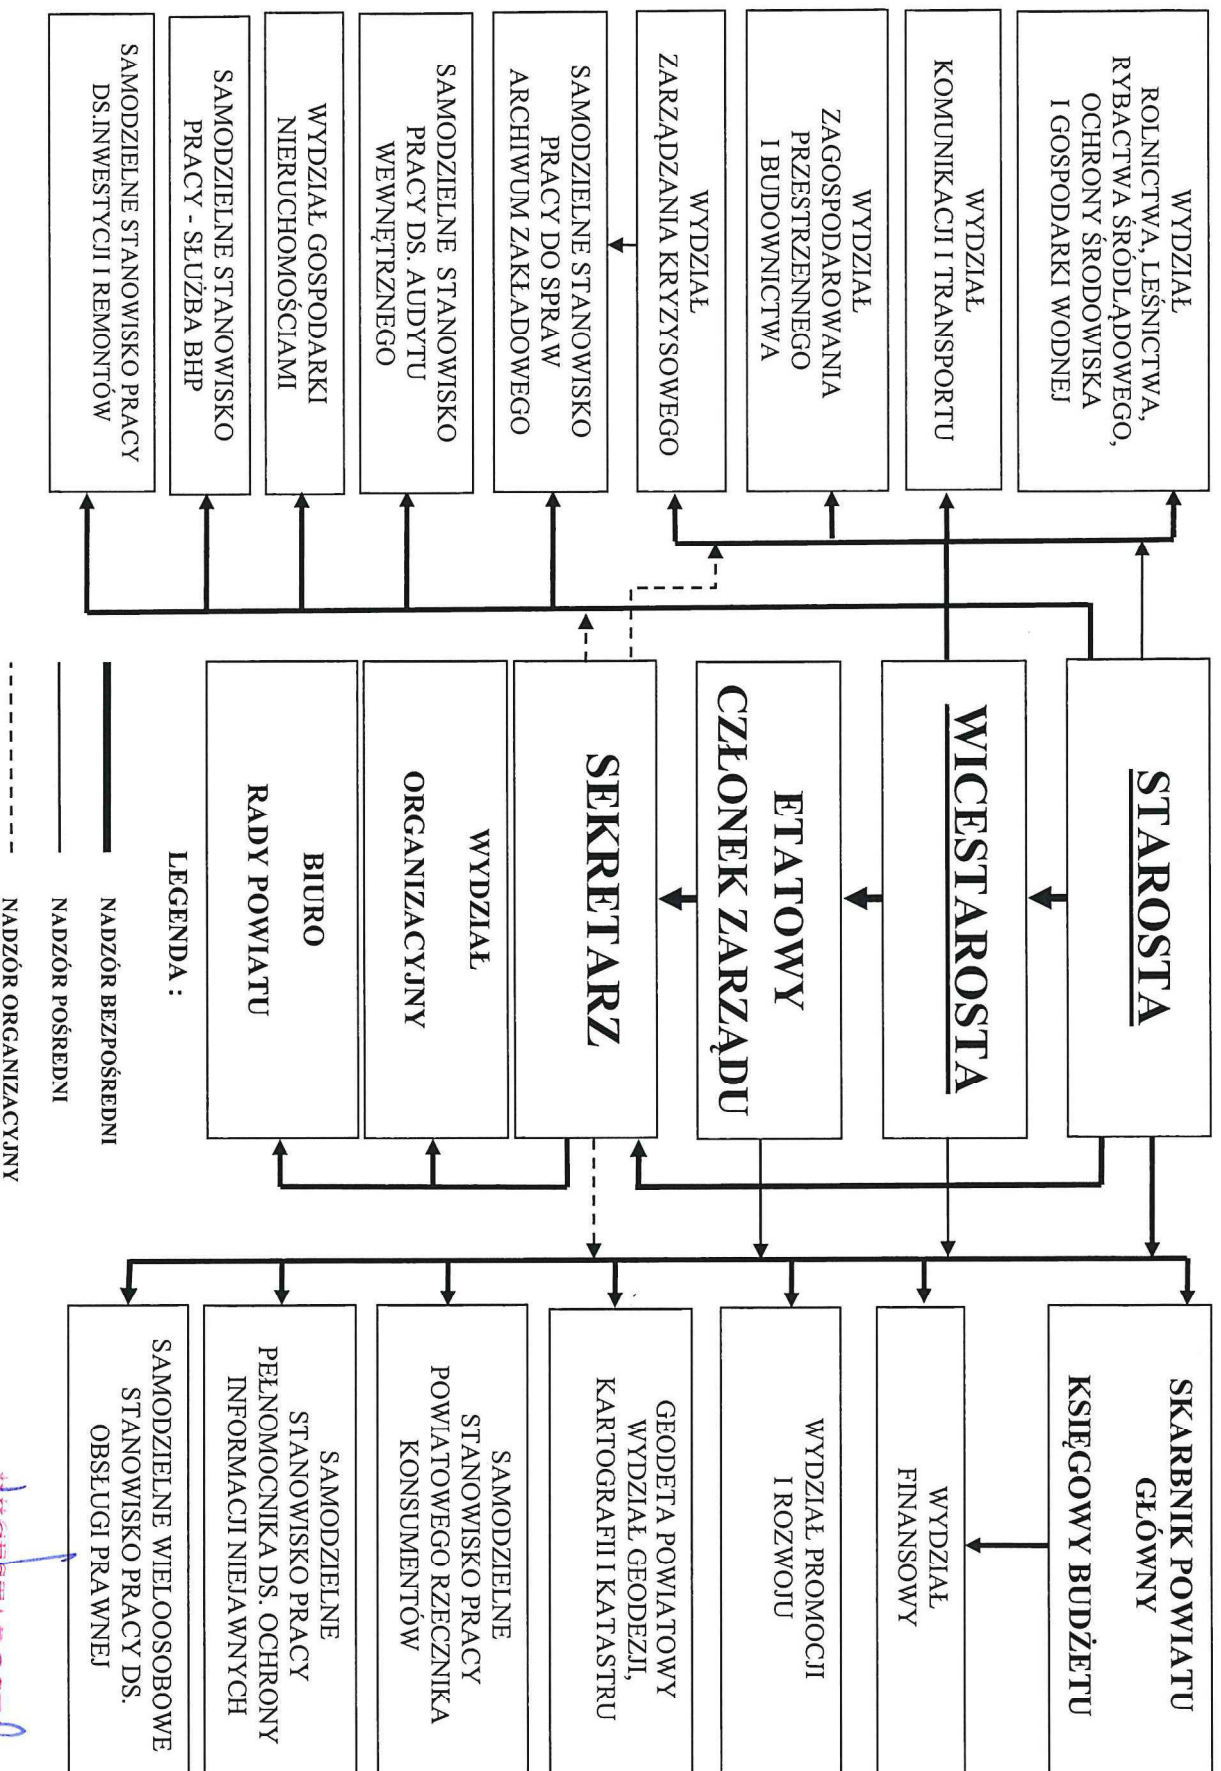 WYDZIAŁ
ROLNICTWA, LEŚNICTWA,
RYBACTWA ŚRÓDLĄDOWEGO,
OCHRONY ŚRODOWISKA
I GOSPODARKI WODNEJ
WYDZIAŁ
KOMUNIKACJI I TRANSPORTU
WYDZIAŁ
ZAGOSPODAROWANIA
PRZESTRZENNEGO
I BUDOWNICTWA
WYDZIAŁ
ZARZĄDZANIA KRYZYSOWEGO
SAMODZIELNE STANOWISKO
PRACY DO SPRAW
ARCHIWUM ZAKŁADOWEGO
SAMODZIELNE STANOWISKO
PRACY DS. AUDYTU
WEWNĘTRZNEGO
WYDZIAŁ GOSPODARKI
NIERUCHOMOŚCIAMI
SAMODZIELNE STANOWISKO
PRACY - SŁUŻBA BHP
SAMODZIELNE STANOWISKO PRACY
DS.INWESTYCJI I REMONTÓW
STAROSTA
WICESTAROSTA
ETATOWY
CZŁONEK ZARZĄDU
SEKRETARZ
WYDZIAŁ
ORGANIZACYJNY
BIURO
RADY POWIATU
LEGENDA :
NADZÓR BEZPOŚREDNI
NADZÓR POŚREDNI
NADZÓR ORGANIZACYJNY
SKARBNIK POWIATU
GŁÓWNY
KSIĘGOWY BUDŻETU
WYDZIAŁ
FINANSOWY
WYDZIAŁ PROMOCJI
I ROZWOJU
GEODETA POWIATOWY
WYDZIAŁ GEODEZJI,
KARTOGRAFII I KATASTRU
SAMODZIELNE
STANOWISKO PRACY
POWIATOWEGO RZECZNIKA
KONSUMENTÓW
SAMODZIELNE
STANOWISKO PRACY
PEŁNOMOCNIKA DS. OCHRONY
INFORMACJI NIEJAWNYCH
SAMODZIELNE WIELOOSOBOWE
STANOWISKO PRACY DS.
OBSŁUGI PRAWNEJ